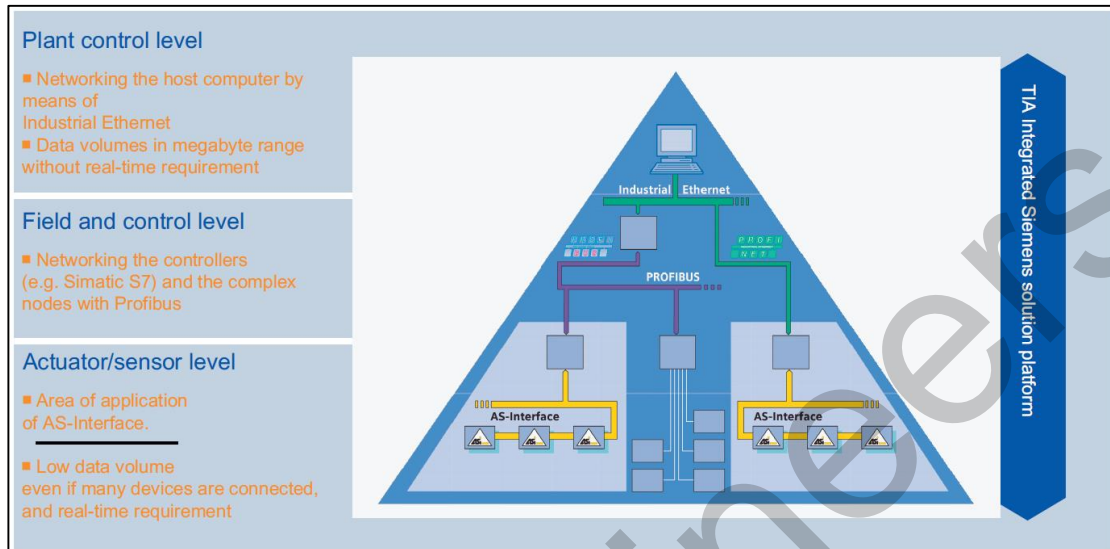 Plant control level
■ Networking the host computer by
means of
Industrial Ethernet
■ Data volumes in megabyte range
without real-time requirement
Field and control level
■ Networking the controllers
(e.g. Simatic S7) and the complex
nodes with Profibus
Actuator/sensor level
■ Area of application
of AS-Interface.
■ Low data volume
even if many devices are connected,
and real-time requirement
Industrial Ethernet
PROFI
NET
PROFIBUS
AS-Interface
AS-Interface
TIA Integrated Siemens solution platform
ineers